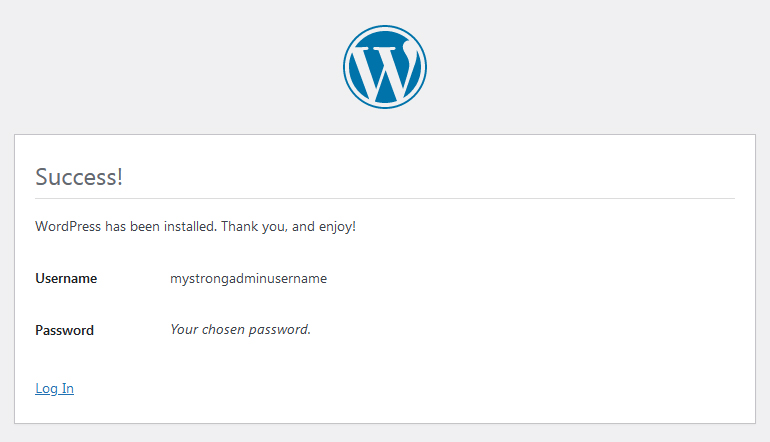 Success!
WordPress has been installed. Thank you, and enjoy!
Username mystrongadminusername
Password Your chosen password.
Log In